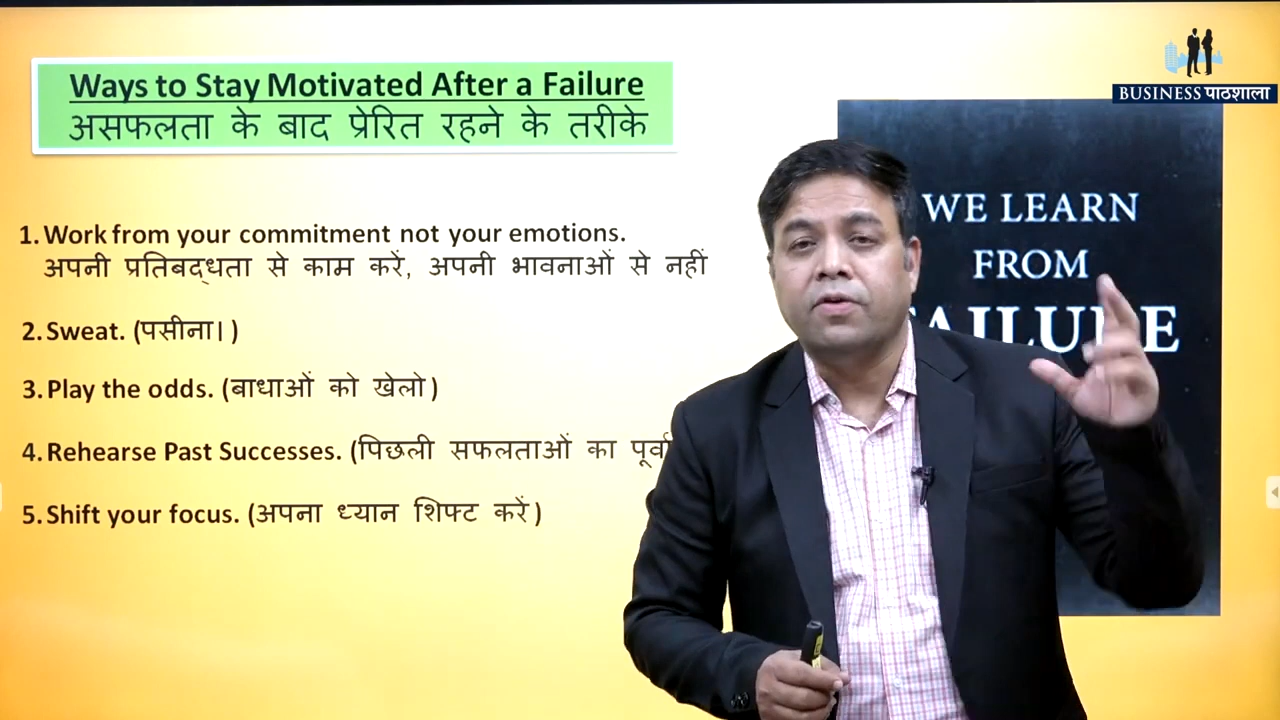 Ways to Stay Motivated After a Failure
असफलता के बाद प्रेरित रहने के तरीके
BUSINESS पाठशाला
1. Work from your commitment not your emotions.
अपनी प्रतिबद्धता से काम करें, अपनी भावनाओं से नहीं
2. Sweat. (पसीना। )
3. Play the odds. (बाधाओं को खेलो)
4. Rehearse Past Successes. (पिछली सफलताओं का
5. Shift your focus. (अपना ध्यान शिफ्ट करें)
WE LEARN
FROM